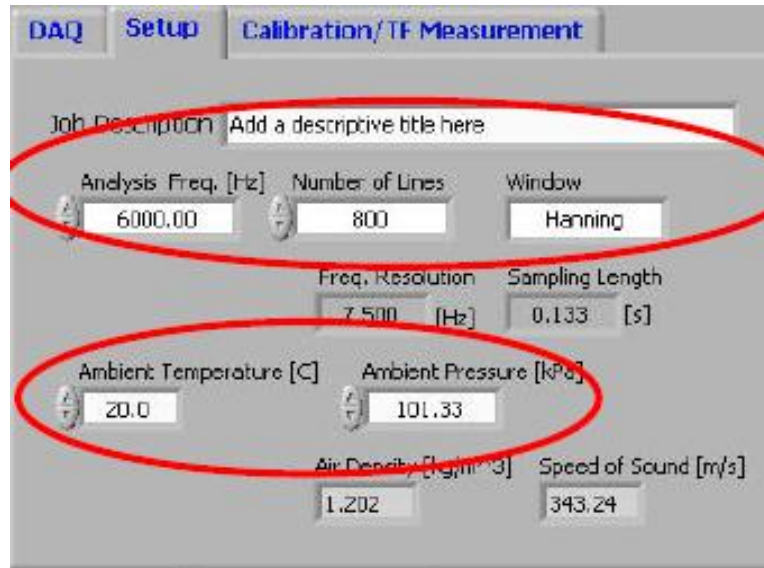 DAQ Setup Calibration/TF Measurement
Job Description Add a descriptive title here
Analysis Freq. [Hz] Number of Lines Window
6000.00 800 Hanning
Freq. Resolution Sampling Length
7.500 [Hz] 0.133 [s]
Ambient Temperature [C] Ambient Pressure [kPa]
20.0 101.33
Air Density [kg/m^3] Speed of Sound [m/s]
1.202 343.24